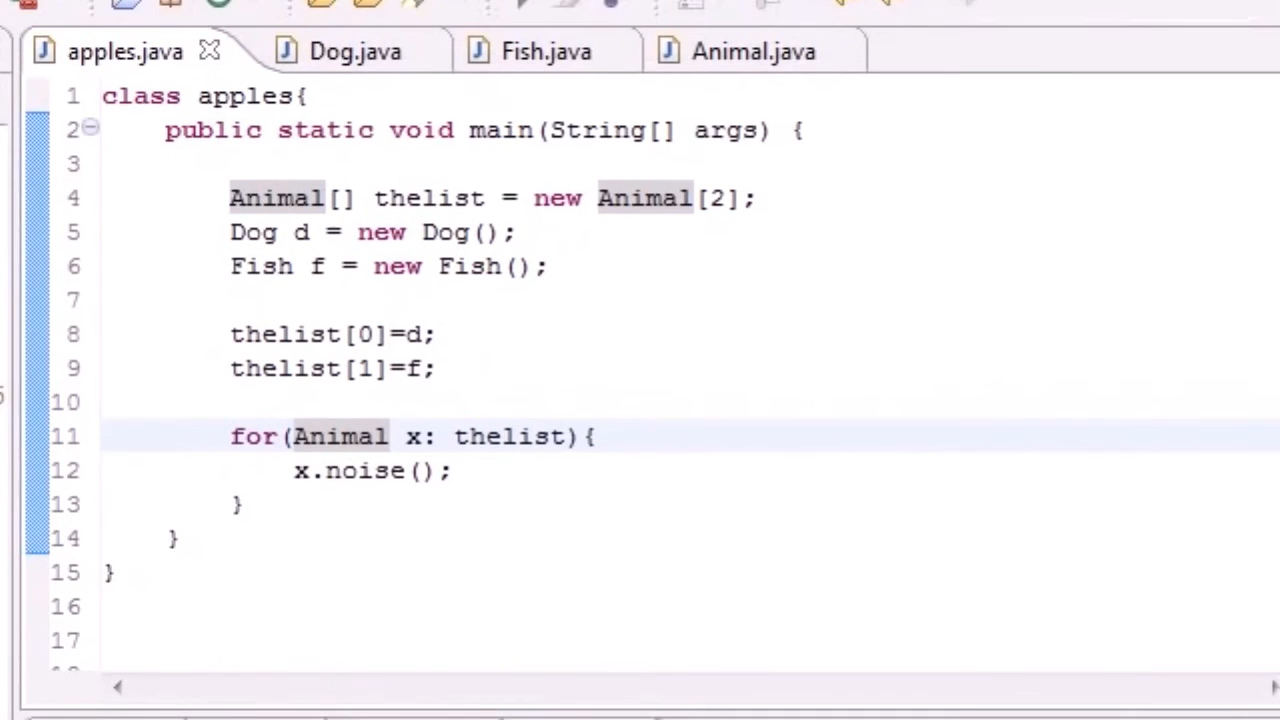 apples.java Dog.java Fish.java Animal.java
1 class apples{
2 public static void main(String[] args) {
3
4 Animal[] thelist = new Animal[2];
5 Dog d = new Dog();
6 Fish f = new Fish();
7
8 thelist[0]=d;
9 thelist[1]=f;
10
11 for(Animal x: thelist){
12 x.noise();
13 }
14 }
15 }
16
17